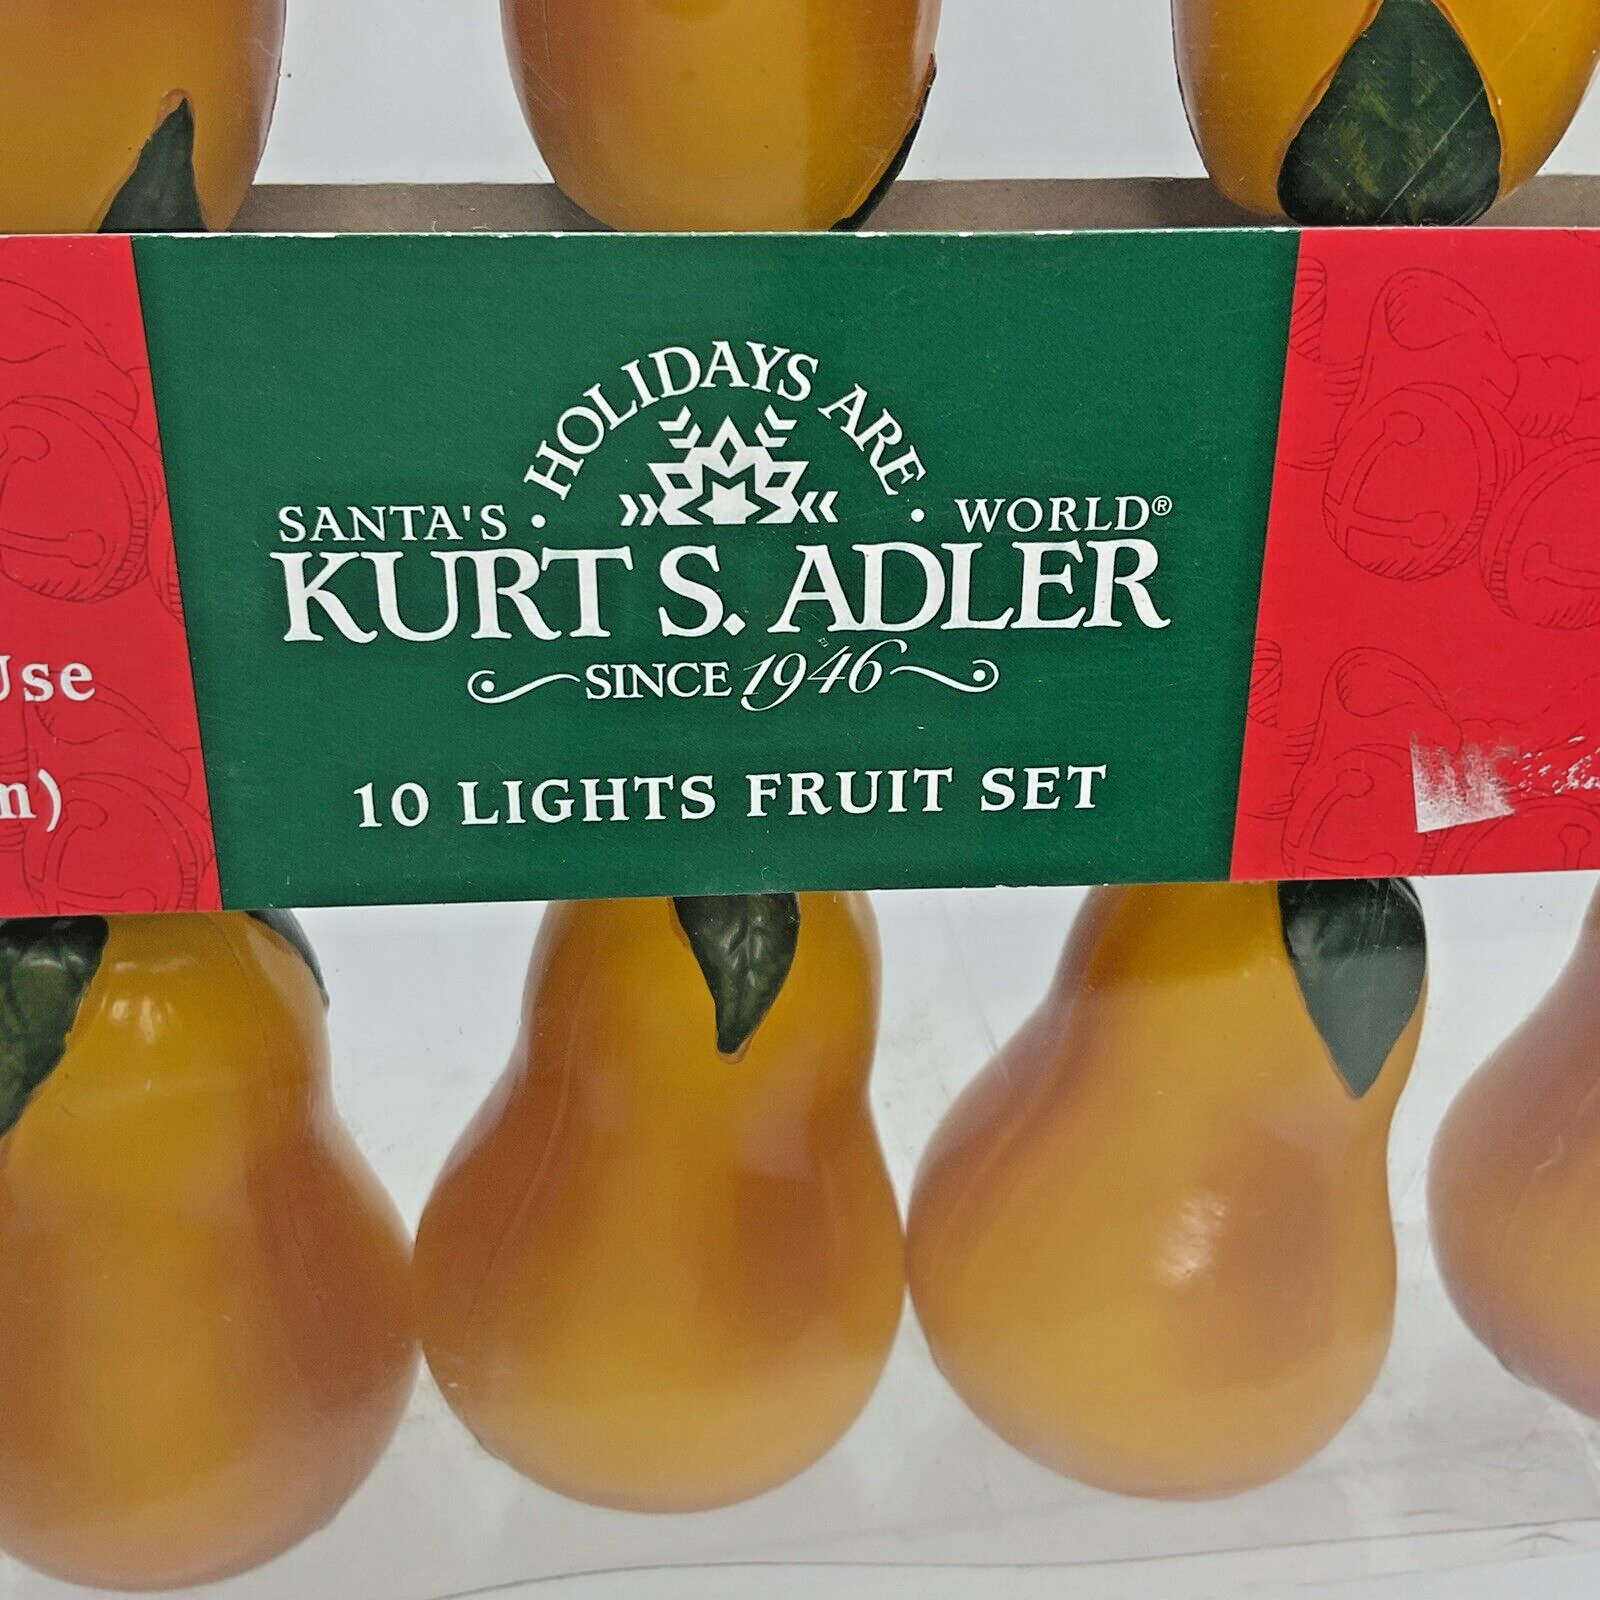 HOLIDAYS ARE
SANTA'S · · WORLD®
KURT S. ADLER
SINCE 1946
10 LIGHTS FRUIT SET
Use
m)